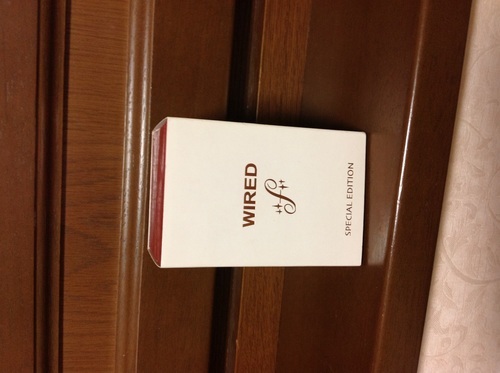 WIRED
f
SPECIAL EDITION